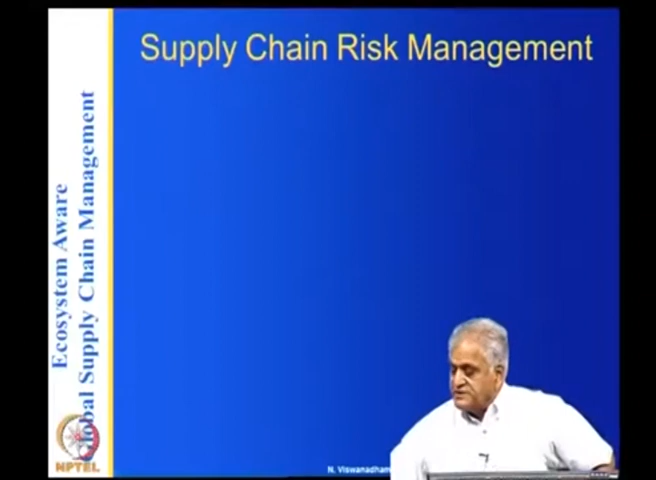 Supply Chain Risk Management
Ecosystem Aware
Global Supply Chain Management
NPTEL
N. Viswanadham